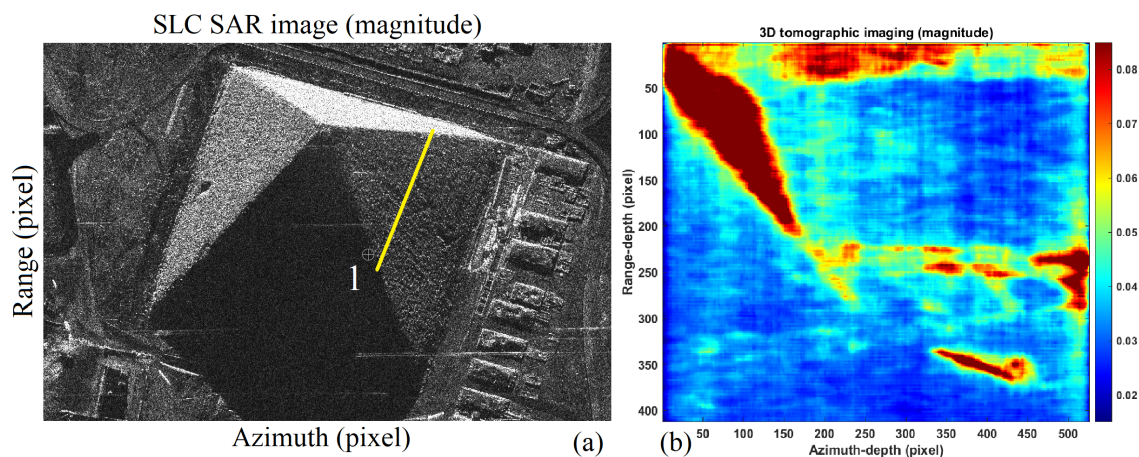 SLC SAR image (magnitude)
Range (pixel)
1
Azimuth (pixel)
(a)
3D tomographic imaging (magnitude)
Range-depth (pixel)
50
100
150
200
250
300
350
400
50 100 150 200 250 300 350 400 450 500
Azimuth-depth (pixel)
(b)
0.08
0.07
0.06
0.05
0.04
0.03
0.02